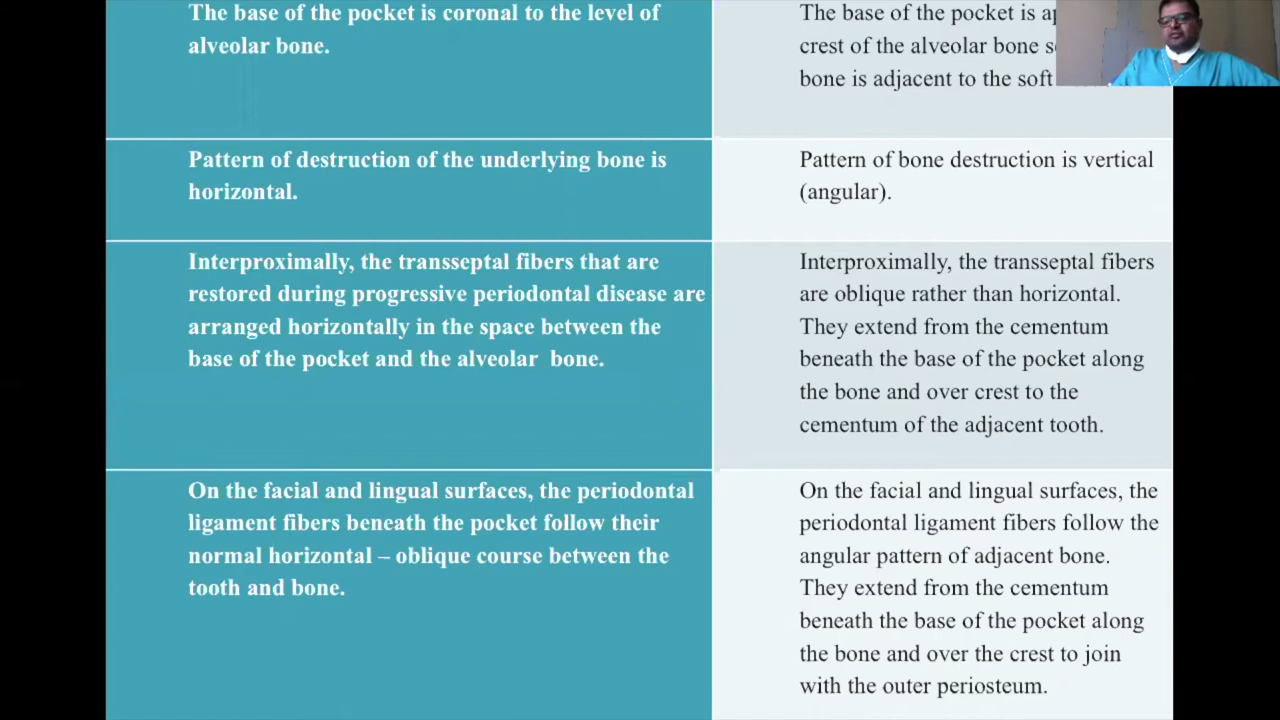 The base of the pocket is coronal to the level of
alveolar bone.
The base of the pocket is
crest of the alveolar bone
bone is adjacent to the soft
Pattern of destruction of the underlying bone is
horizontal.
Pattern of bone destruction is vertical
(angular).
Interproximally, the transseptal fibers that are
restored during progressive periodontal disease are
arranged horizontally in the space between the
base of the pocket and the alveolar bone.
Interproximally, the transseptal fibers
are oblique rather than horizontal.
They extend from the cementum
beneath the base of the pocket along
the bone and over crest to the
cementum of the adjacent tooth.
On the facial and lingual surfaces, the periodontal
ligament fibers beneath the pocket follow their
normal horizontal – oblique course between the
tooth and bone.
On the facial and lingual surfaces, the
periodontal ligament fibers follow the
angular pattern of adjacent bone.
They extend from the cementum
beneath the base of the pocket along
the bone and over the crest to join
with the outer periosteum.